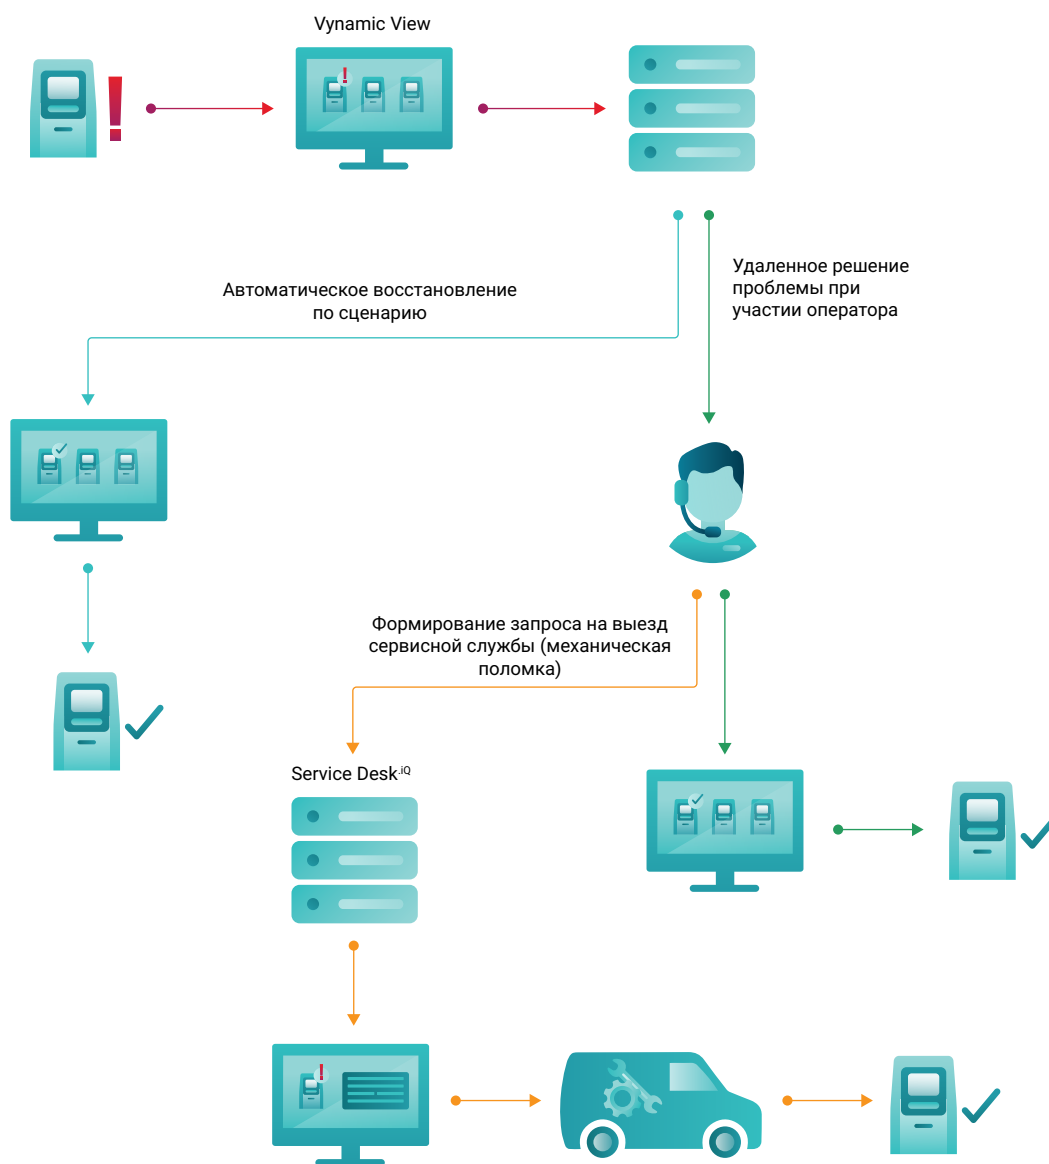 Vynamic View
Удаленное решение
проблемы при
участии оператора
Автоматическое восстановление
по сценарию
Формирование запроса на выезд
сервисной службы (механическая
поломка)
Service Desk.iQ